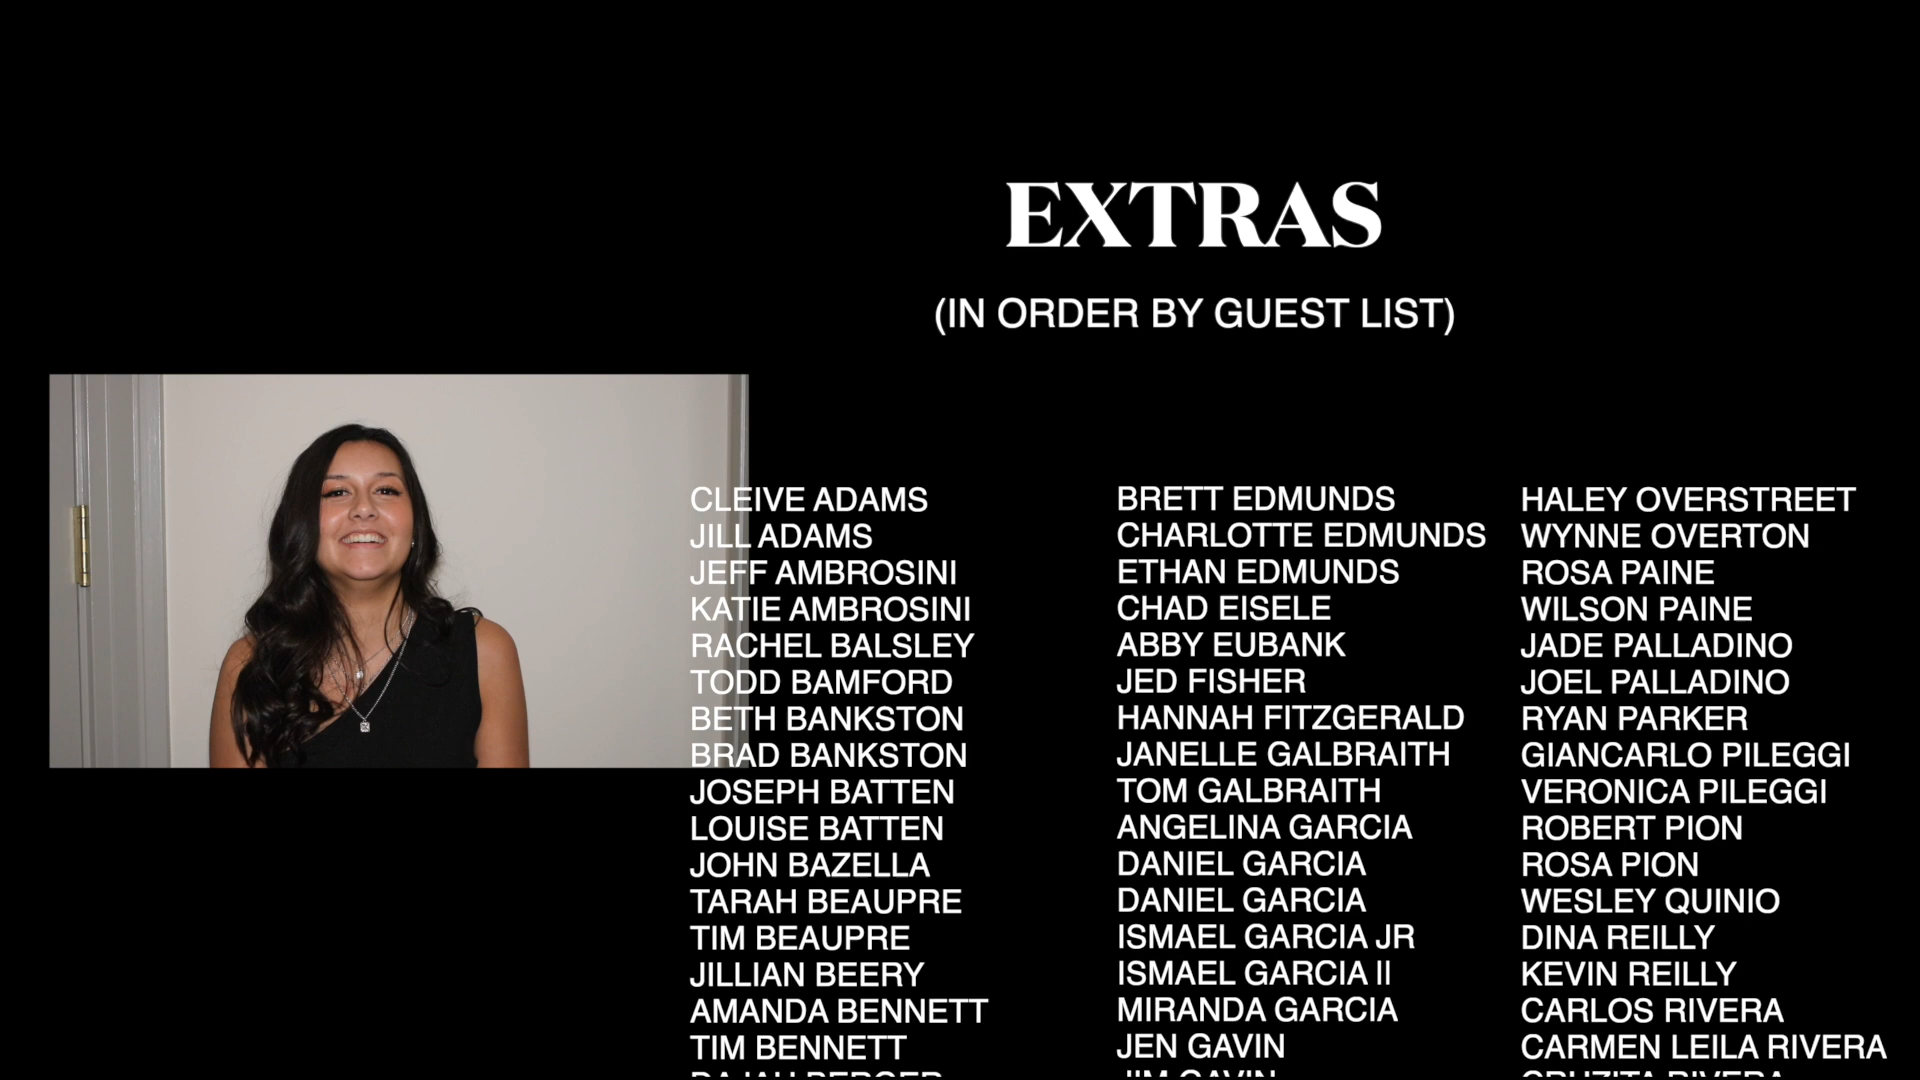 EXTRAS
(IN ORDER BY GUEST LIST)
CLEIVE ADAMS
JILL ADAMS
JEFF AMBROSINI
KATIE AMBROSINI
RACHEL BALSLEY
TODD BAMFORD
BETH BANKSTON
BRAD BANKSTON
JOSEPH BATTEN
LOUISE BATTEN
JOHN BAZELLA
TARAH BEAUPRE
TIM BEAUPRE
JILLIAN BEERY
AMANDA BENNETT
TIM BENNETT
BRETT EDMUNDS
CHARLOTTE EDMUNDS
ETHAN EDMUNDS
CHAD EISELE
ABBY EUBANK
JED FISHER
HANNAH FITZGERALD
JANELLE GALBRAITH
TOM GALBRAITH
ANGELINA GARCIA
DANIEL GARCIA
DANIEL GARCIA
ISMAEL GARCIA JR
ISMAEL GARCIA II
MIRANDA GARCIA
JEN GAVIN
JIM GAVIN
HALEY OVERSTREET
WYNNE OVERTON
ROSA PAINE
WILSON PAINE
JADE PALLADINO
JOEL PALLADINO
RYAN PARKER
GIANCARLO PILEGGI
VERONICA PILEGGI
ROBERT PION
ROSA PION
WESLEY QUINIO
DINA REILLY
KEVIN REILLY
CARLOS RIVERA
CARMEN LEILA RIVERA
CRUZITA RIVERA